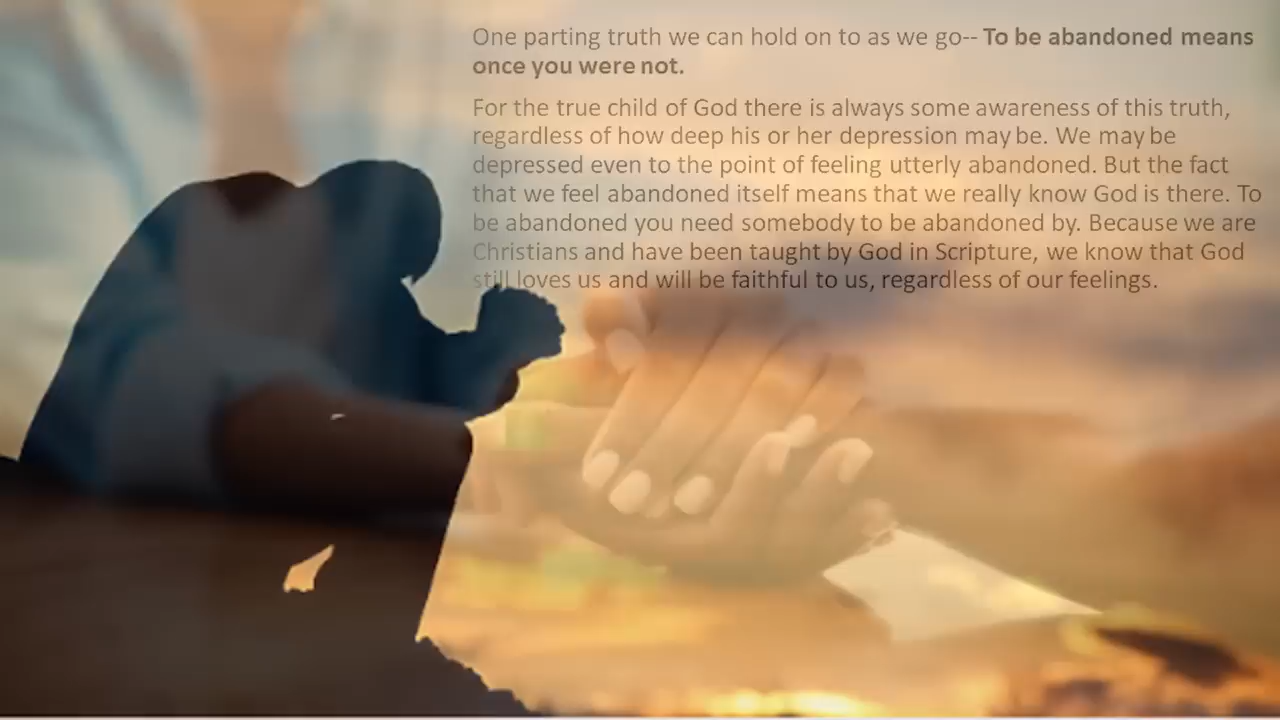 One parting truth we can hold on to as we go-- To be abandoned means
once you were not.
For the true child of God there is always some awareness of this truth,
regardless of how deep his or her depression may be. We may be
depressed even to the point of feeling utterly abandoned. But the fact
that we feel abandoned itself means that we really know God is there. To
be abandoned you need somebody to be abandoned by. Because we are
Christians and have been taught by God in Scripture, we know that God
still loves us and will be faithful to us, regardless of our feelings.